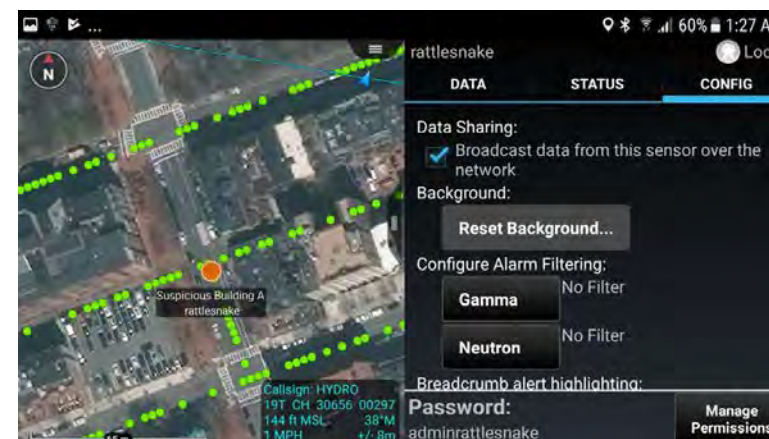 ...
60% 1:27 A
N
Suspicious Building A
rattlesnake
Callsign: HYDRO
19T CH 30656 00297
144 ft MSL 38°M
1 MPH +/- 8m
rattlesnake
Loc
DATA STATUS CONFIG
Data Sharing:
Broadcast data from this sensor over the
network
Background:
Reset Background...
Configure Alarm Filtering:
Gamma No Filter
Neutron No Filter
Breadcrumb alert highlighting:
Password:
adminrattlesnake
Manage
Permissions